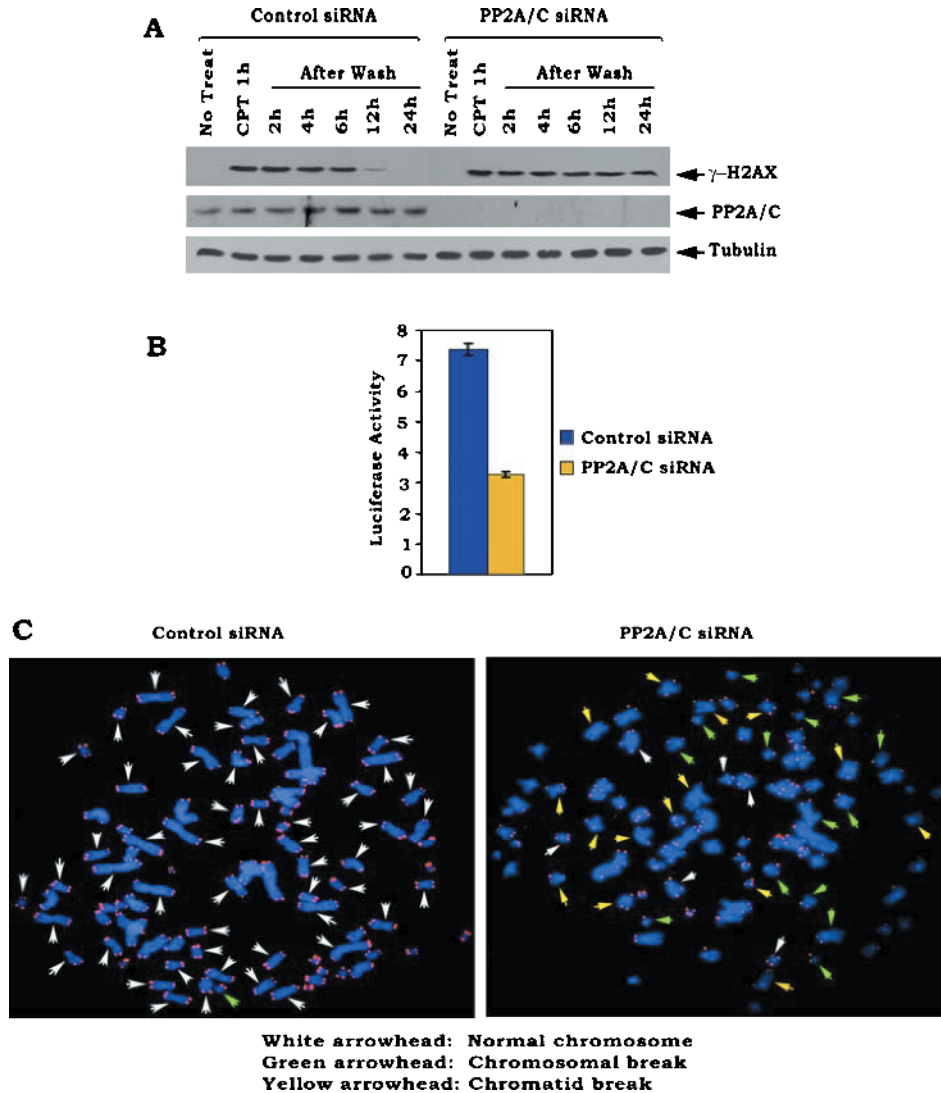 A
Control siRNA
PP2A/C siRNA
No Treat
CPT 1h
After Wash
2h
4h
6h
12h
24h
No Treat
CPT 1h
After Wash
2h
4h
6h
12h
24h
γ-H2AX
PP2A/C
Tubulin
B
Luciferase Activity
8
7
6
5
4
3
2
1
0
Control siRNA
PP2A/C siRNA
C
Control siRNA
PP2A/C siRNA
White arrowhead: Normal chromosome
Green arrowhead: Chromosomal break
Yellow arrowhead: Chromatid break